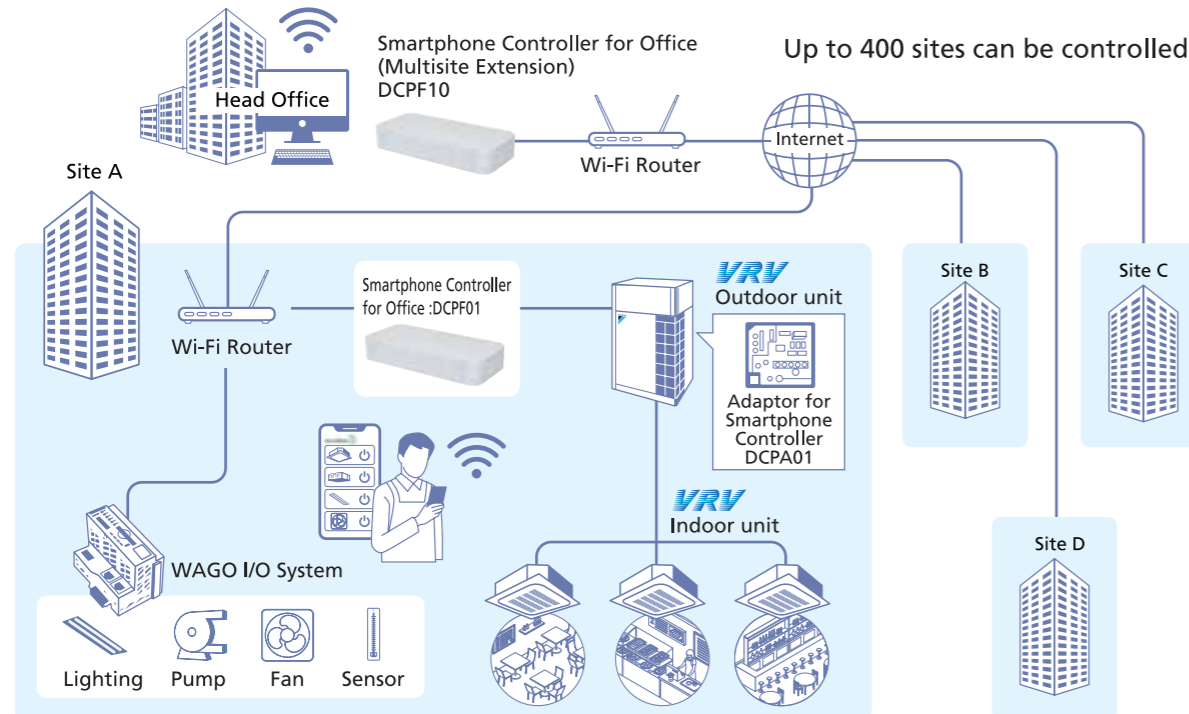 Smartphone Controller for Office
(Multisite Extension)
DCPF10
Up to 400 sites can be controlled
Head Office
Wi-Fi Router
Internet
Site A
Wi-Fi Router
Smartphone Controller
for Office :DCPF01
VRV
Outdoor unit
Adaptor for
Smartphone
Controller
DCPA01
Site B
Site C
VRV
Indoor unit
Site D
WAGO I/O System
Lighting
Pump
Fan
Sensor